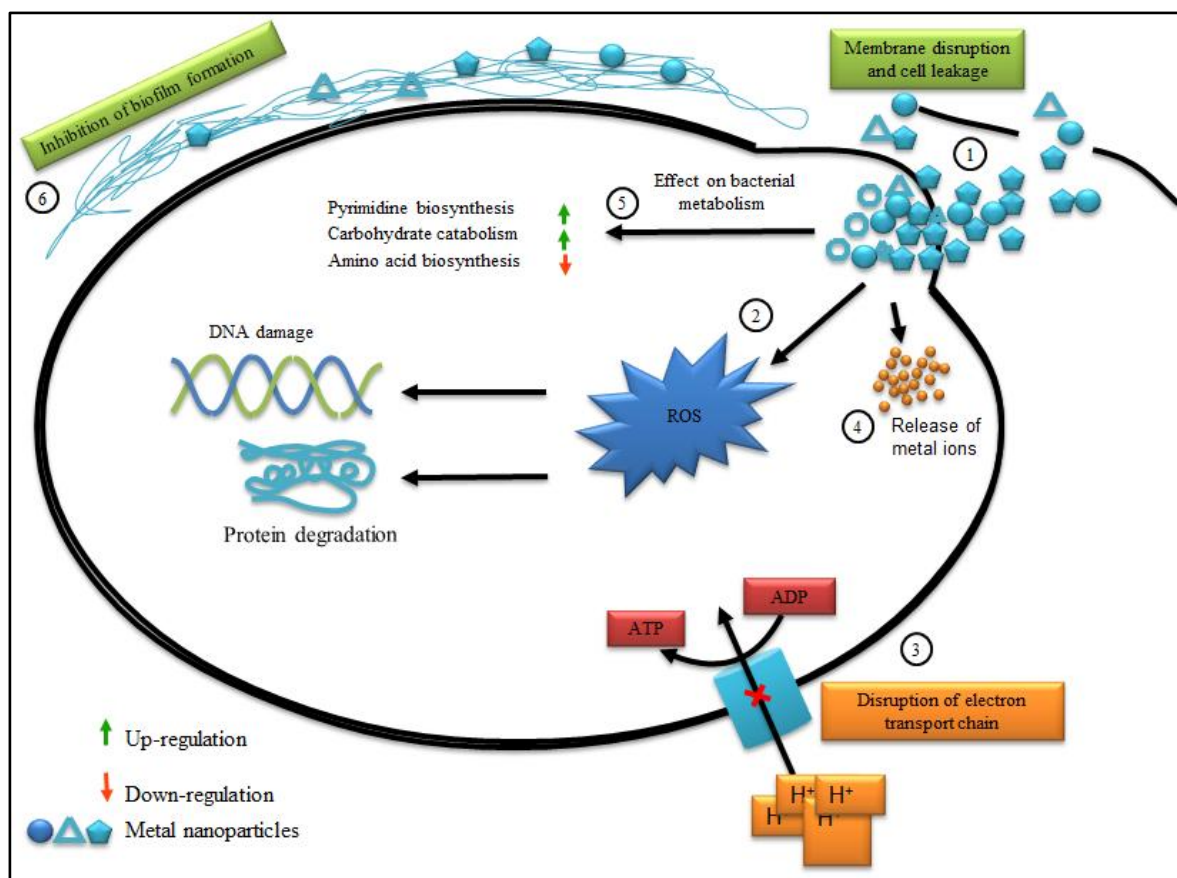 Inhibition of biofilm formation
6
Membrane disruption
and cell leakage
1
Effect on bacterial
metabolism
5
Pyrimidine biosynthesis
Carbohydrate catabolism
Amino acid biosynthesis
2
DNA damage
ROS
4
Release of
metal ions
Protein degradation
ADP
ATP
3
Disruption of electron
transport chain
H⁺
H⁺
H
H⁺
Up-regulation
Down-regulation
Metal nanoparticles